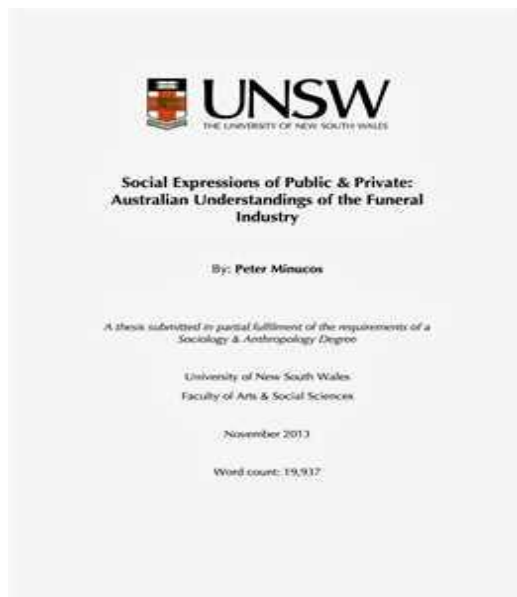 UNSW
THE UNIVERSITY OF NEW SOUTH WALES
Social Expressions of Public & Private:
Australian Understandings of the Funeral
Industry
By: Peter Minucos
A thesis submitted in partial fulfilment of the requirements of a
Sociology & Anthropology Degree
University of New South Wales
Faculty of Arts & Social Sciences
November 2013
Word count: 19,937